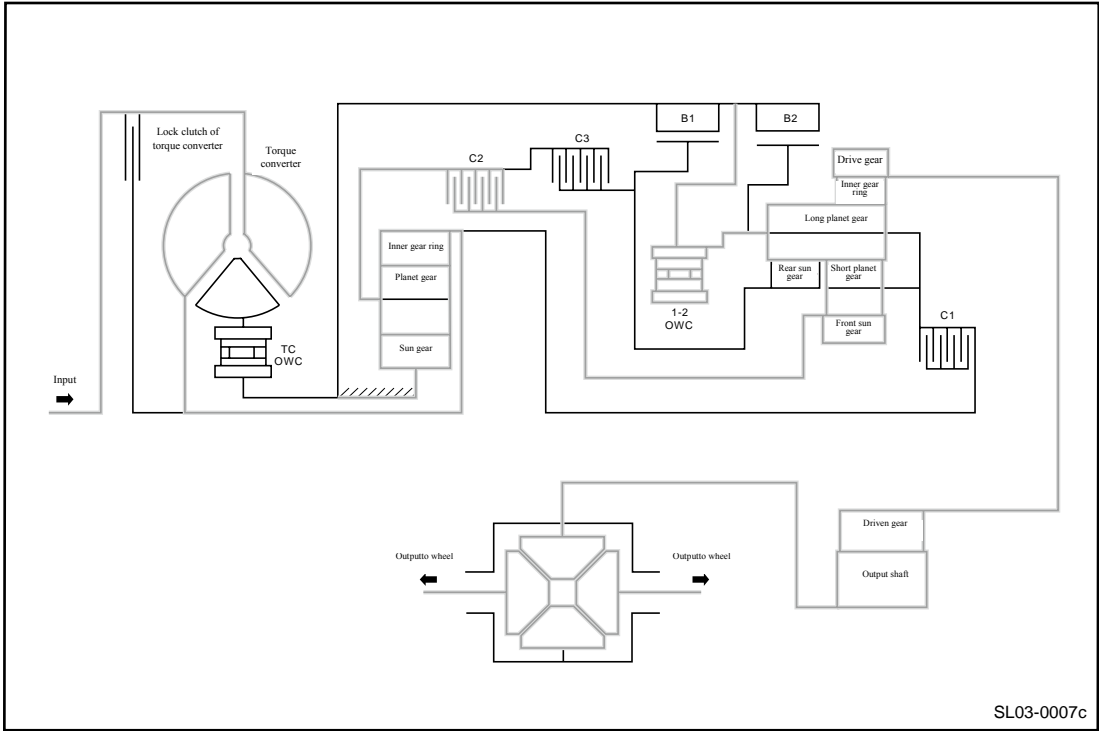 Lock clutch of
torque converter
Torque
converter
C2
C3
B1
B2
Drive gear
Inner gear
ring
Long planet gear
Inner gear ring
Planet gear
Rear sun
gear
Short planet
gear
1-2
OWC
Front sun
gear
C1
TC
OWC
Sun gear
Input
Driven gear
Outputto wheel
Outputto wheel
Output shaft
SL03-0007c